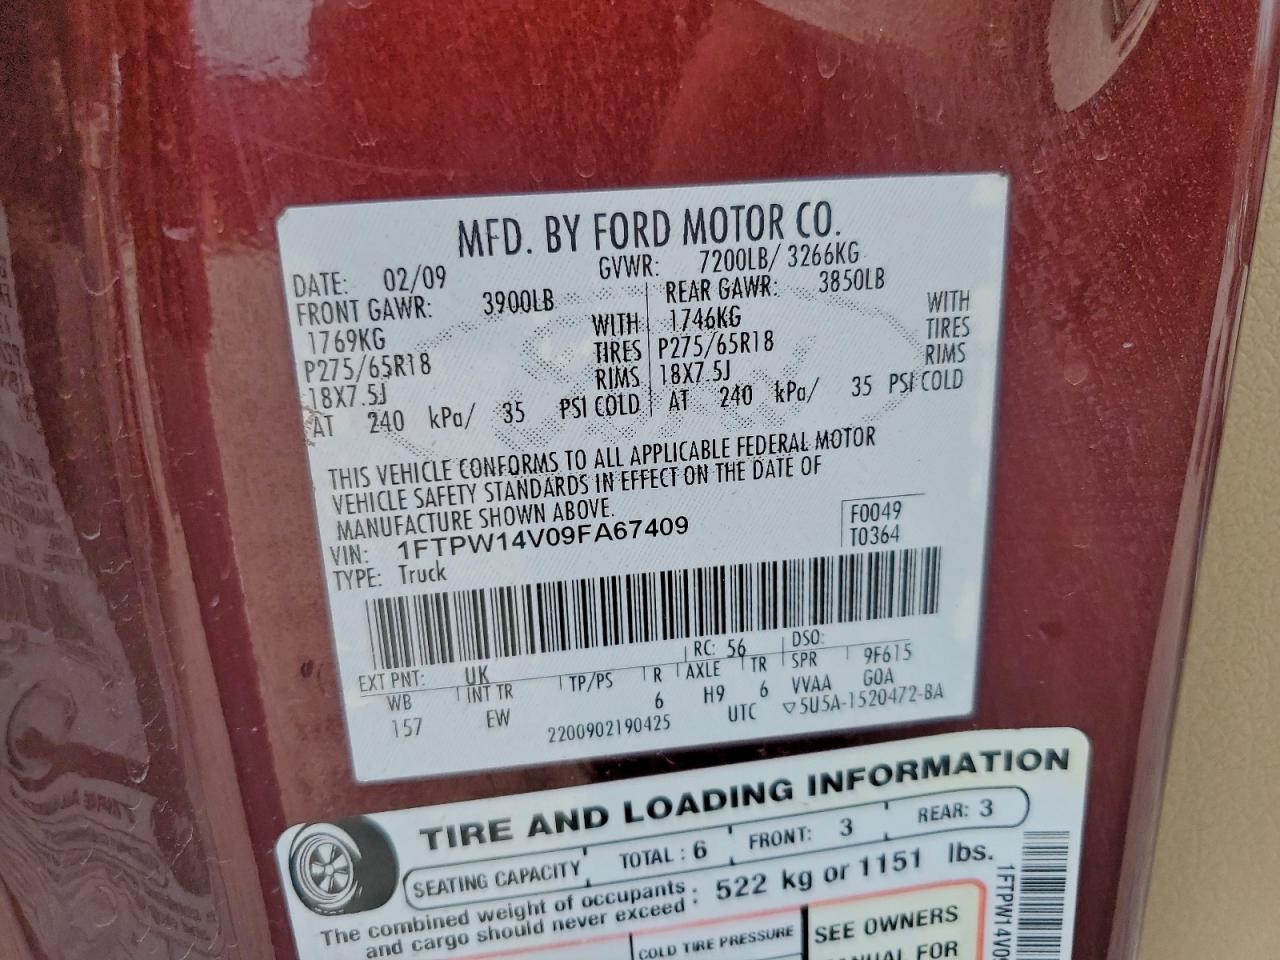 MFD. BY FORD MOTOR CO.
DATE: 02/09 GVWR: 7200LB/ 3266KG
FRONT GAWR: 3900LB REAR GAWR: 3850LB
1769KG WITH 1746KG WITH
P275/65R18 TIRES P275/65R18 TIRES
18X7.5J RIMS 18X7.5J RIMS
AT 240 kPa/ 35 PSI COLD AT 240 kPa/ 35 PSI COLD
THIS VEHICLE CONFORMS TO ALL APPLICABLE FEDERAL MOTOR
VEHICLE SAFETY STANDARDS IN EFFECT ON THE DATE OF
MANUFACTURE SHOWN ABOVE.
VIN: 1FTPW14V09FA67409 F0049
TYPE: Truck T0364
EXT PNT: UK RC: 56 DSO:
WB INT TR TP/PS R AXLE TR SPR 9F615
157 EW 6 H9 6 VVAA GOA
2200902190425 UTC ▽5U5A-1520472-BA
TIRE AND LOADING INFORMATION
SEATING CAPACITY TOTAL : 6 FRONT: 3 REAR: 3
The combined weight of occupants : 522 kg or 1151 lbs.
and cargo should never exceed :
COLD TIRE PRESSURE SEE OWNERS
FOR
1FTPW14V0